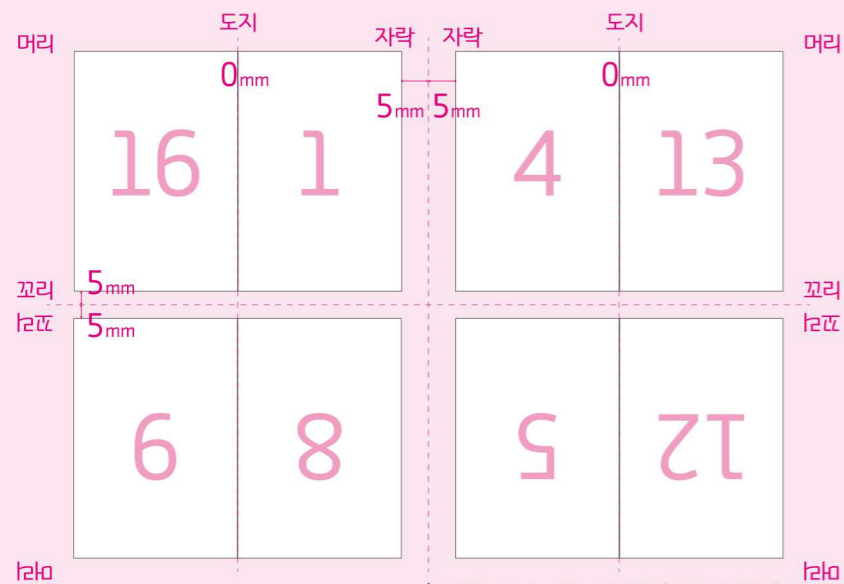 도지 도지
머리 자락 자락 머리
0mm 0mm
5mm 5mm
16 1 4 13
꼬리 5mm 꼬리
꼬리 5mm 꼬리
9 8 5 12
머리 머리